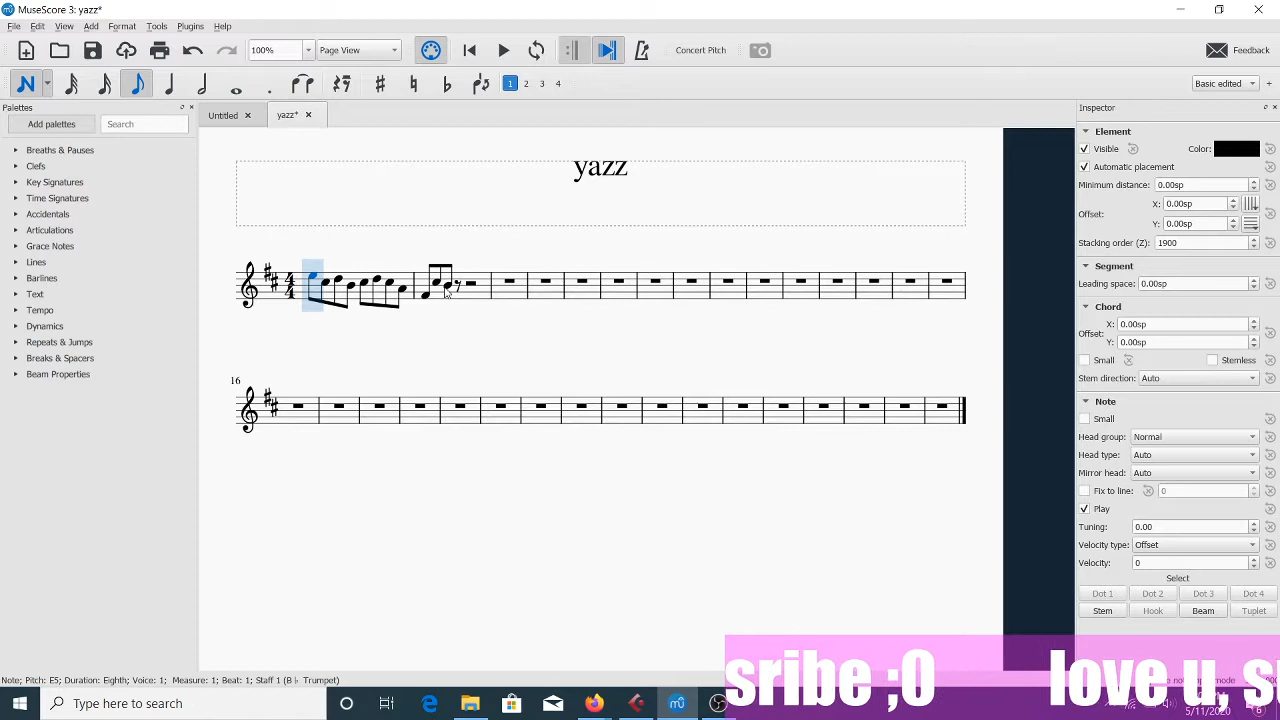 MuseScore 3: yazz*
File Edit View Add Format Tools Plugins Help
100% Page View Concert Pitch Feedback
1 2 3 4 Basic edited +
Palettes
Add palettes Search
Breaths & Pauses
Clefs
Key Signatures
Time Signatures
Accidentals
Articulations
Grace Notes
Lines
Barlines
Text
Tempo
Dynamics
Repeats & Jumps
Breaks & Spacers
Beam Properties
Untitled yazz*
yazz
4
4
16
Inspector
Element
Visible Color:
Automatic placement
Minimum distance: 0.00sp
Offset: X: 0.00sp
Y: 0.00sp
Stacking order (Z): 1900
Segment
Leading space: 0.00sp
Chord
Offset: X: 0.00sp
Y: 0.00sp
Small Stemless
Stem direction: Auto
Note
Small
Head group: Normal
Head type: Auto
Mirror head: Auto
Fix to line: 0
Play
Tuning: 0.00
Velocity type: Offset
Velocity: 0
Select
Dot 1 Dot 2 Dot 3 Dot 4
Stem Hook Beam Tuplet
Note; Pitch: E5; Duration: Eighth; Voice: 1; Measure: 1; Beat: 1; Staff 1 (B♭ Trumpet)
sribe ;0 love u,
Type here to search
5/11/2020